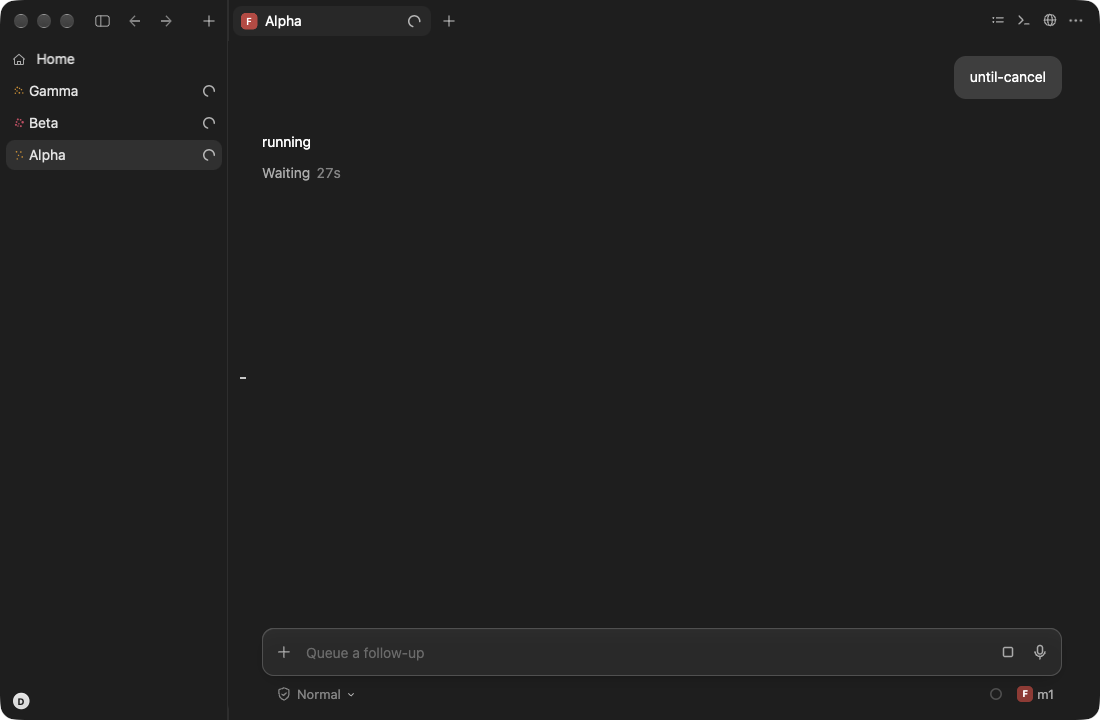 F Alpha
Home
Gamma
Beta
Alpha
until-cancel
running
Waiting 27s
Queue a follow-up
Normal
F m1
D